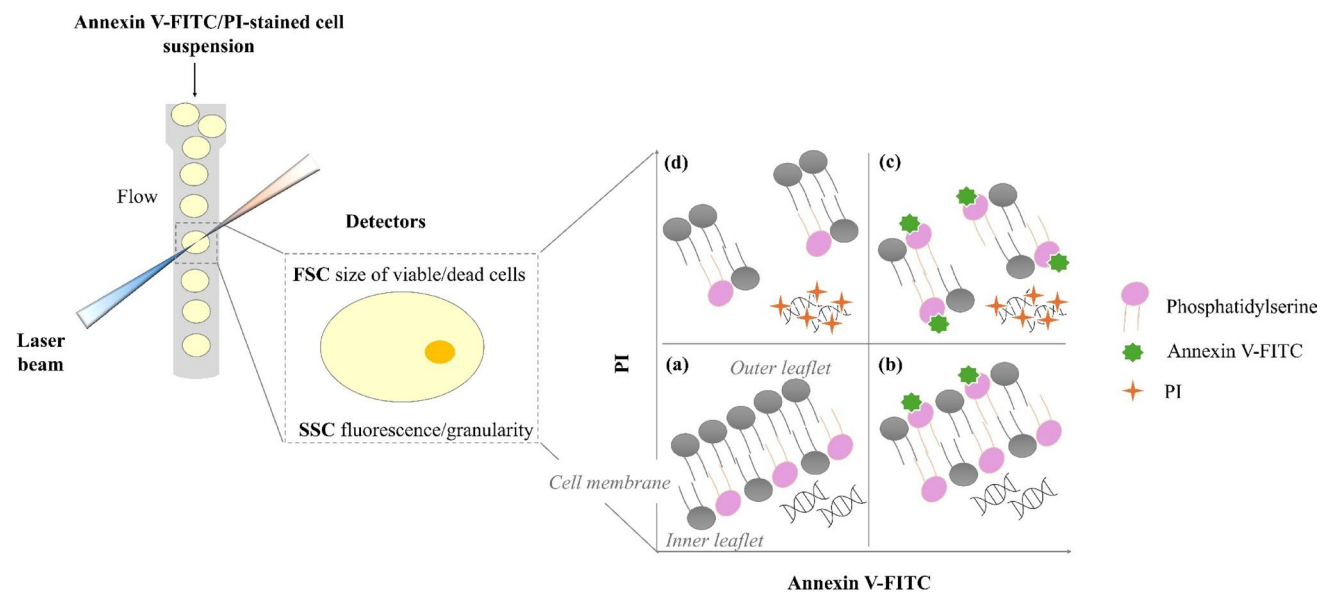 Annexin V-FITC/PI-stained cell
suspension
Flow
Detectors
FSC size of viable/dead cells
SSC fluorescence/granularity
Laser
beam
(d)
(c)
PI
(a)
Outer leaflet
(b)
Cell membrane
Inner leaflet
Annexin V-FITC
Phosphatidylserine
Annexin V-FITC
PI